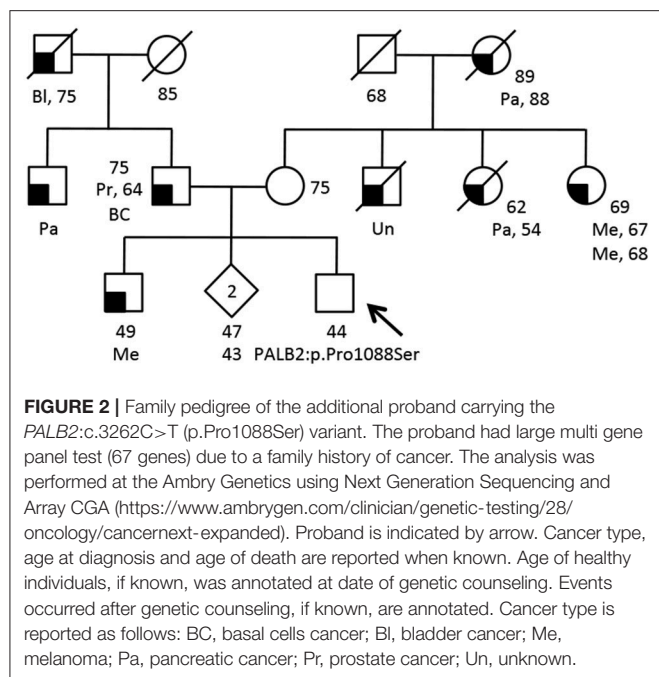 Bl, 75
85
68
89
Pa, 88
Pa
75
Pr, 64
BC
75
Un
62
Pa, 54
69
Me, 67
Me, 68
49
Me
2
47
43
44
PALB2:p.Pro1088Ser
FIGURE 2 | Family pedigree of the additional proband carrying the
PALB2:c.3262C>T (p.Pro1088Ser) variant. The proband had large multi gene
panel test (67 genes) due to a family history of cancer. The analysis was
performed at the Ambry Genetics using Next Generation Sequencing and
Array CGA (https://www.ambrygen.com/clinician/genetic-testing/28/
oncology/cancernext-expanded). Proband is indicated by arrow. Cancer type,
age at diagnosis and age of death are reported when known. Age of healthy
individuals, if known, was annotated at date of genetic counseling. Events
occurred after genetic counseling, if known, are annotated. Cancer type is
reported as follows: BC, basal cells cancer; Bl, bladder cancer; Me,
melanoma; Pa, pancreatic cancer; Pr, prostate cancer; Un, unknown.